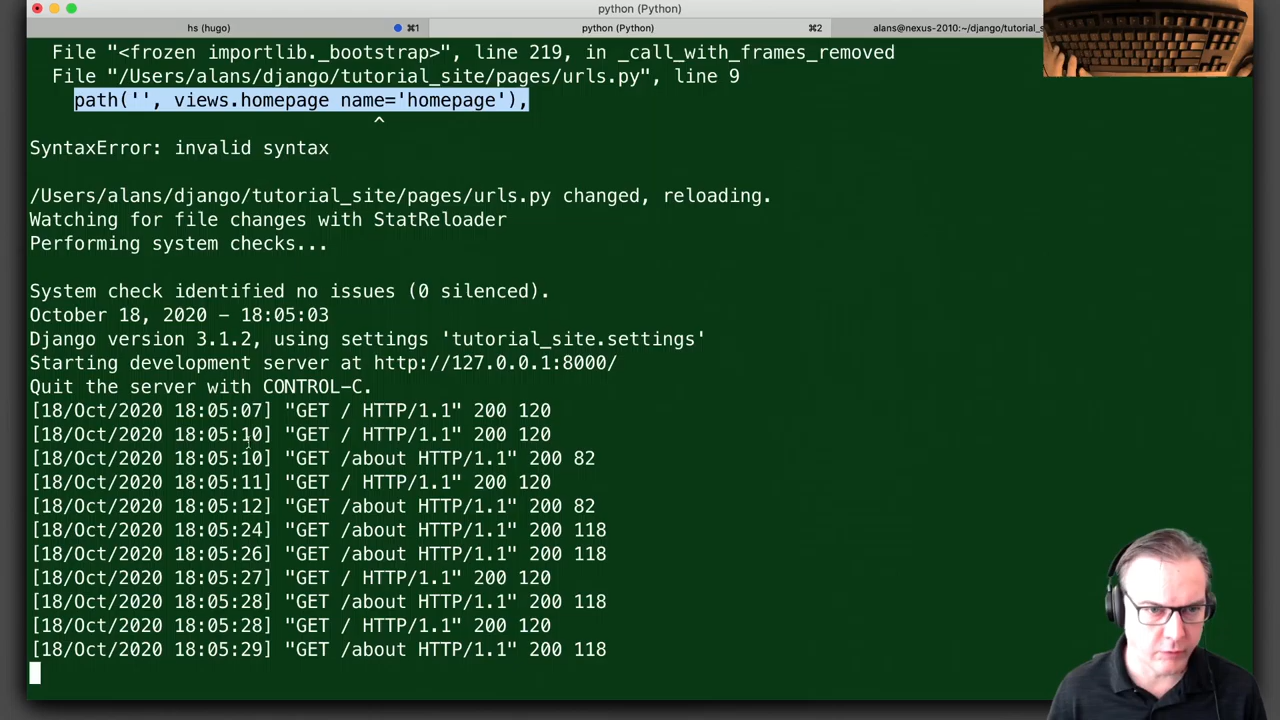 python (Python)
hs (hugo) ⌘1 python (Python) ⌘2 alans@nexus-2010:~/django/tutorial_s
File "<frozen importlib._bootstrap>", line 219, in _call_with_frames_removed
File "/Users/alans/django/tutorial_site/pages/urls.py", line 9
path('', views.homepage name='homepage'),
^
SyntaxError: invalid syntax
/Users/alans/django/tutorial_site/pages/urls.py changed, reloading.
Watching for file changes with StatReloader
Performing system checks...
System check identified no issues (0 silenced).
October 18, 2020 - 18:05:03
Django version 3.1.2, using settings 'tutorial_site.settings'
Starting development server at http://127.0.0.1:8000/
Quit the server with CONTROL-C.
[18/Oct/2020 18:05:07] "GET / HTTP/1.1" 200 120
[18/Oct/2020 18:05:10] "GET / HTTP/1.1" 200 120
[18/Oct/2020 18:05:10] "GET /about HTTP/1.1" 200 82
[18/Oct/2020 18:05:11] "GET / HTTP/1.1" 200 120
[18/Oct/2020 18:05:12] "GET /about HTTP/1.1" 200 82
[18/Oct/2020 18:05:24] "GET /about HTTP/1.1" 200 118
[18/Oct/2020 18:05:26] "GET /about HTTP/1.1" 200 118
[18/Oct/2020 18:05:27] "GET / HTTP/1.1" 200 120
[18/Oct/2020 18:05:28] "GET /about HTTP/1.1" 200 118
[18/Oct/2020 18:05:28] "GET / HTTP/1.1" 200 120
[18/Oct/2020 18:05:29] "GET /about HTTP/1.1" 200 118